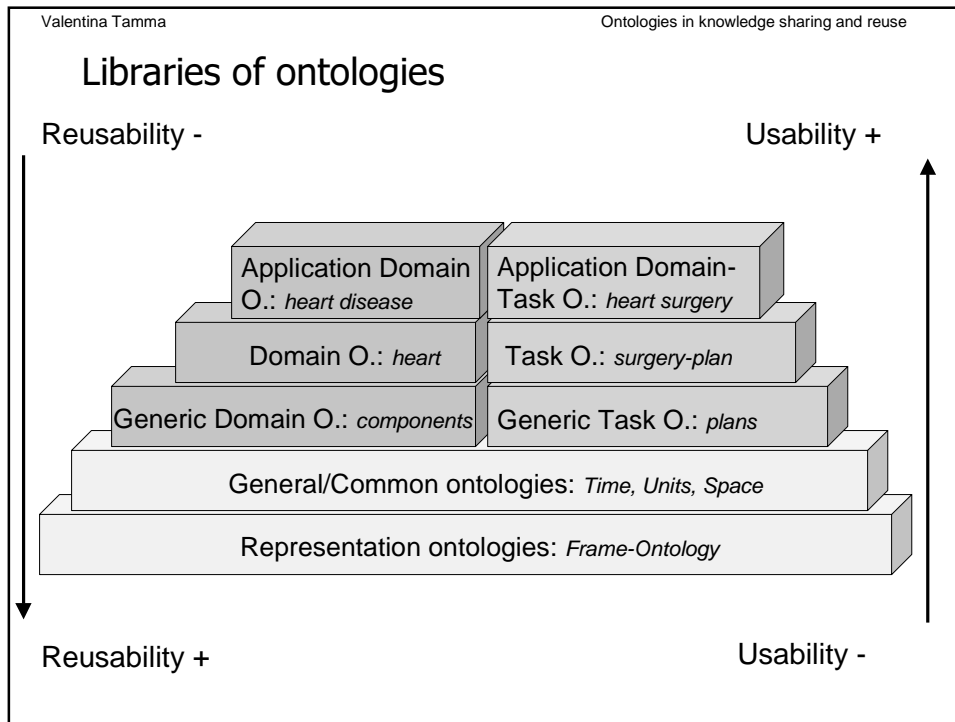 Valentina Tamma
Ontologies in knowledge sharing and reuse
Libraries of ontologies
Reusability -
Usability +
Application Domain
O.: heart disease
Application Domain-
Task O.: heart surgery
Domain O.: heart
Task O.: surgery-plan
Generic Domain O.: components
Generic Task O.: plans
General/Common ontologies: Time, Units, Space
Representation ontologies: Frame-Ontology
Reusability +
Usability -